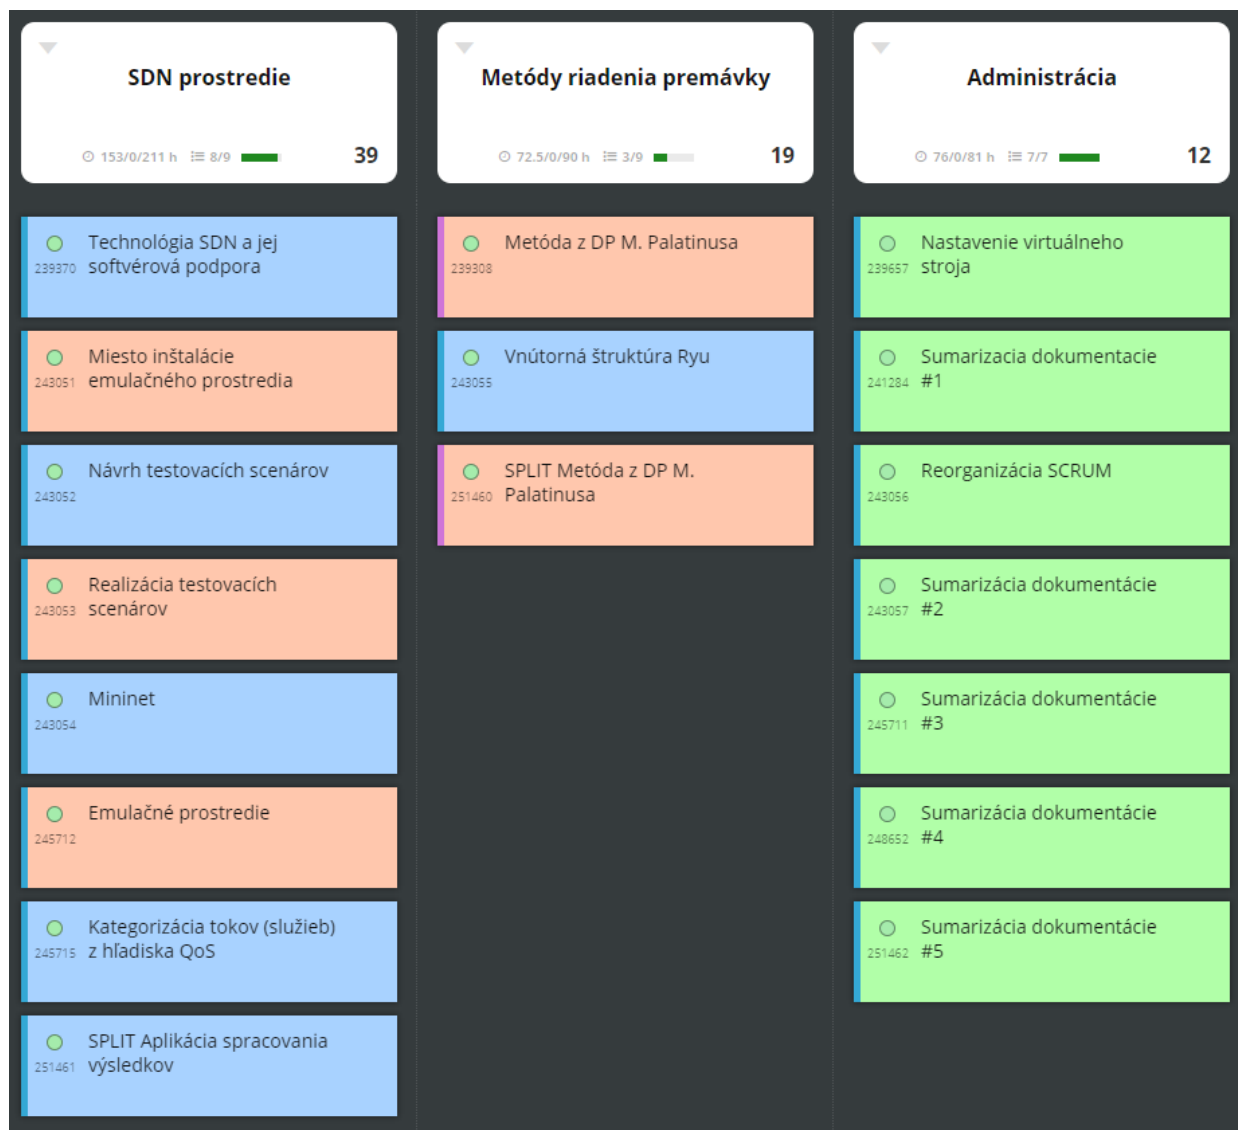 SDN prostredie
153/0/211 h 8/9 39
Technológia SDN a jej
239370 softvérová podpora
Miesto inštalácie
243051 emulačného prostredia
Návrh testovacích scenárov
243052
Realizácia testovacích
243053 scenárov
Mininet
243054
Emulačné prostredie
245712
Kategorizácia tokov (služieb)
245715 z hľadiska QoS
SPLIT Aplikácia spracovania
251461 výsledkov
Metódy riadenia premávky
72.5/0/90 h 3/9 19
Metóda z DP M. Palatinusa
239308
Vnútorná štruktúra Ryu
243055
SPLIT Metóda z DP M.
251460 Palatinusa
Administrácia
76/0/81 h 7/7 12
Nastavenie virtuálneho
239657 stroja
Sumarizacia dokumentacie
241284 #1
Reorganizácia SCRUM
243056
Sumarizácia dokumentácie
243057 #2
Sumarizácia dokumentácie
245711 #3
Sumarizácia dokumentácie
248652 #4
Sumarizácia dokumentácie
251462 #5